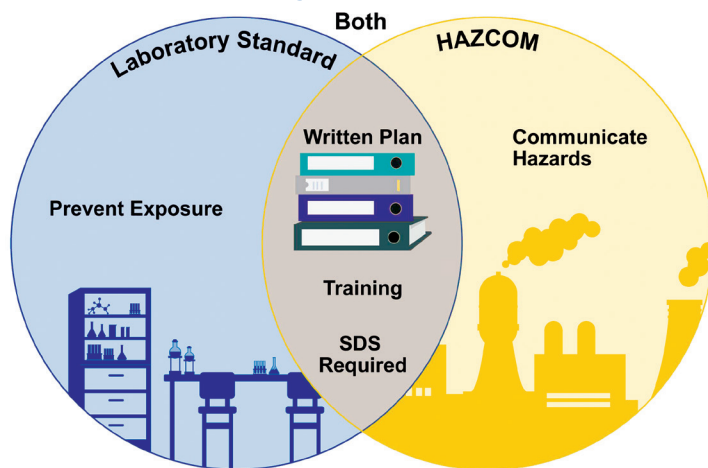 Both
Laboratory Standard
HAZCOM
Written Plan
Communicate
Hazards
Prevent Exposure
Training
SDS
Required